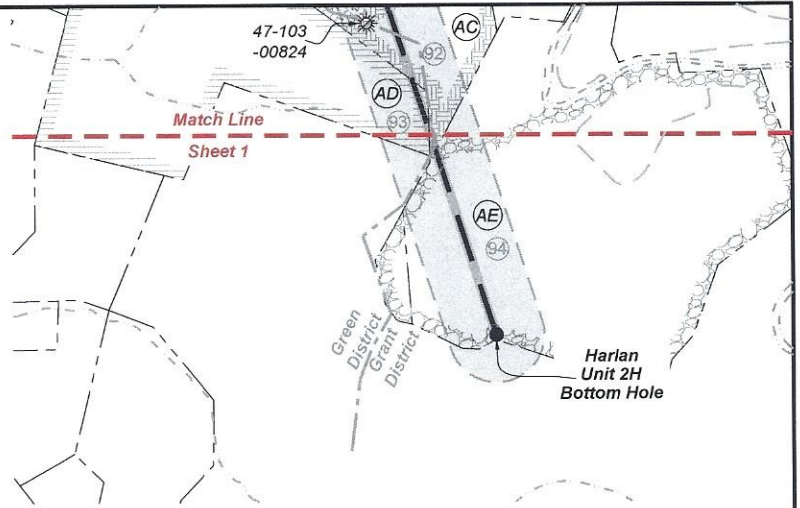 47-103
-00824
AC
92
AD
93
Match Line
Sheet 1
AE
94
Green
District
Grant
District
Harlan
Unit 2H
Bottom Hole